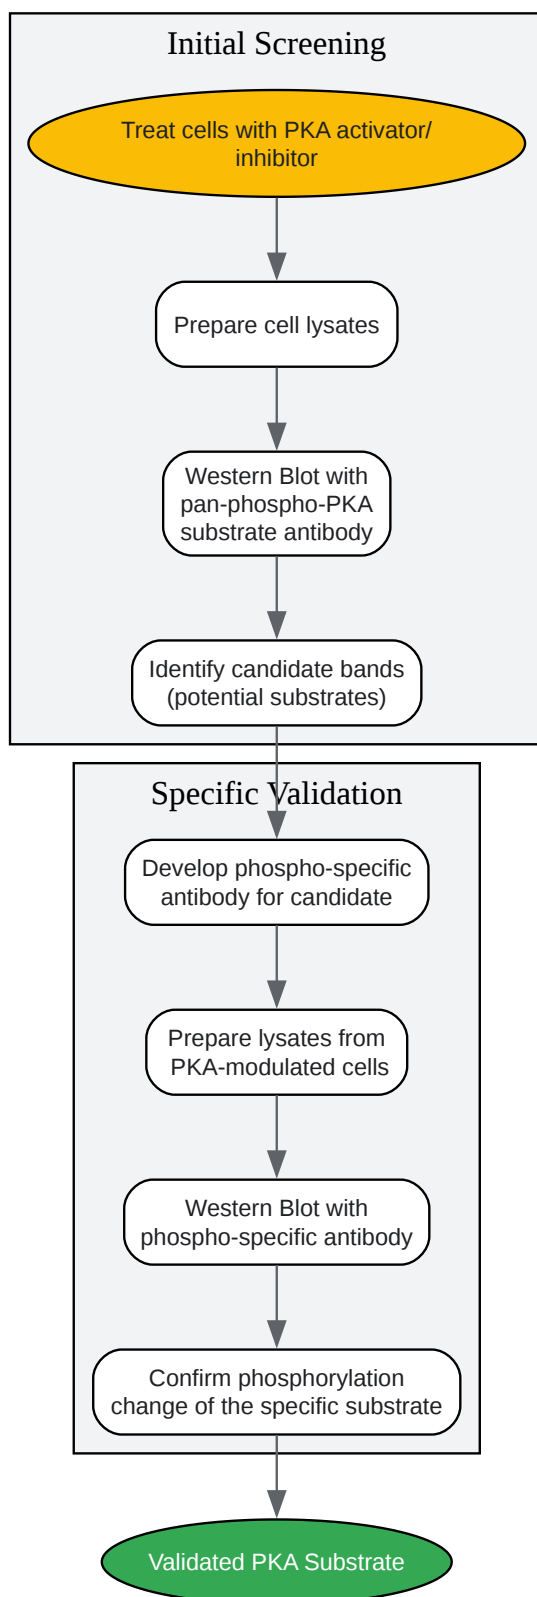 Initial Screening
Treat cells with PKA activator/
inhibitor
Prepare cell lysates
Western Blot with
pan-phospho-PKA
substrate antibody
Identify candidate bands
(potential substrates)
Specific Validation
Develop phospho-specific
antibody for candidate
Prepare lysates from
PKA-modulated cells
Western Blot with
phospho-specific antibody
Confirm phosphorylation
change of the specific substrate
Validated PKA Substrate